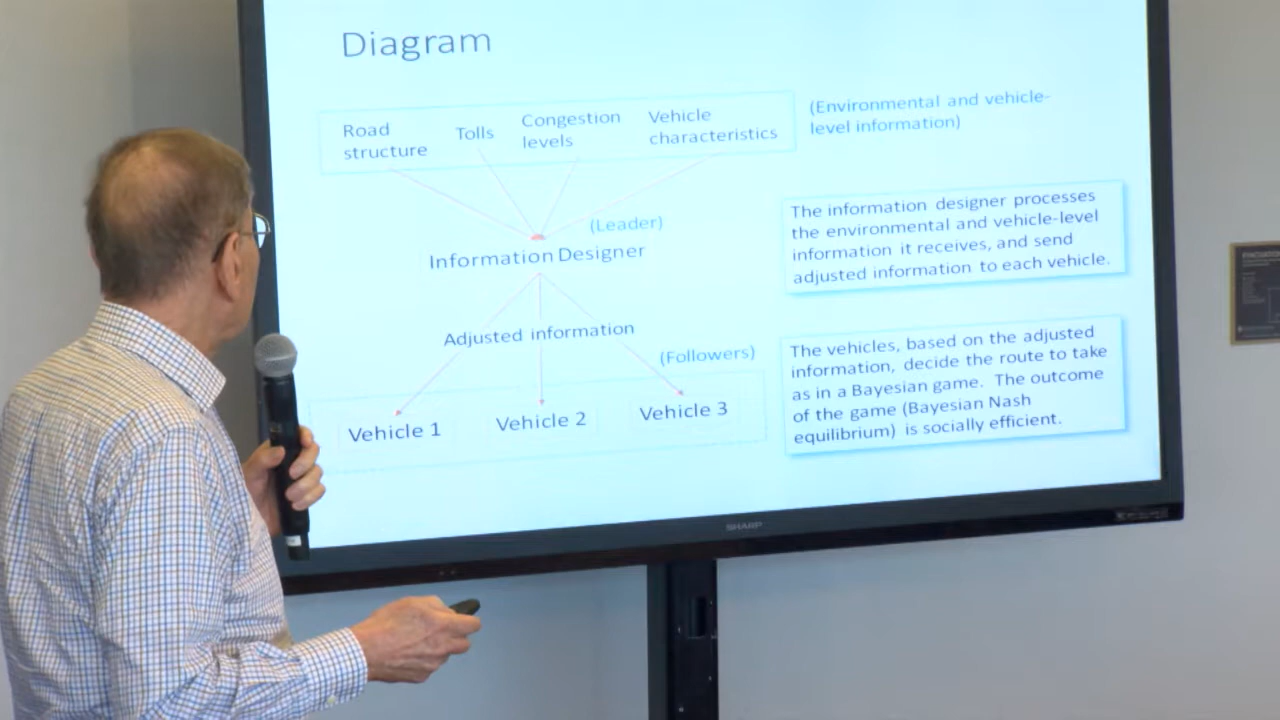 Diagram
Road
structure
Tolls
Congestion
levels
Vehicle
characteristics
(Environmental and vehicle-
level information)
(Leader)
Information Designer
The information designer processes
the environmental and vehicle-level
information it receives, and send
adjusted information to each vehicle.
Adjusted information
(Followers)
Vehicle 1
Vehicle 2
Vehicle 3
The vehicles, based on the adjusted
information, decide the route to take
as in a Bayesian game. The outcome
of the game (Bayesian Nash
equilibrium) is socially efficient.
SHARP